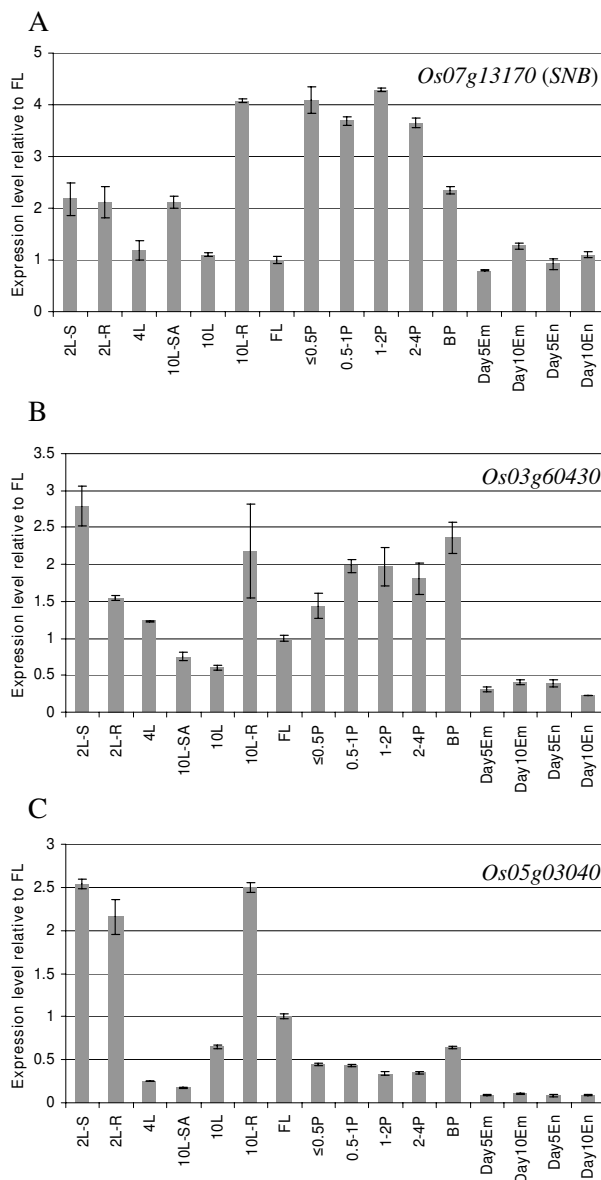 A
Expression level relative to FL
5
4
3
2
1
0
Os07g13170 (SNB)
2L-S
2L-R
4L
10L-SA
10L
10L-R
FL
≤0.5P
0.5-1P
1-2P
2-4P
BP
Day5Em
Day10Em
Day5En
Day10En
B
Expression level relative to FL
3.5
3
2.5
2
1.5
1
0.5
0
Os03g60430
2L-S
2L-R
4L
10L-SA
10L
10L-R
FL
≤0.5P
0.5-1P
1-2P
2-4P
BP
Day5Em
Day10Em
Day5En
Day10En
C
Expression level relative to FL
3
2.5
2
1.5
1
0.5
0
Os05g03040
2L-S
2L-R
4L
10L-SA
10L
10L-R
FL
≤0.5P
0.5-1P
1-2P
2-4P
BP
Day5Em
Day10Em
Day5En
Day10En